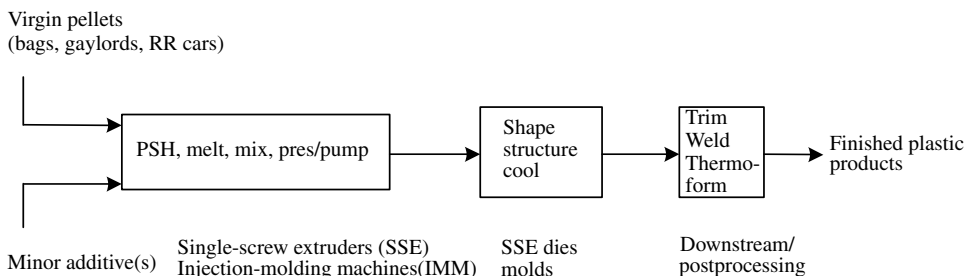 Virgin pellets
(bags, gaylords, RR cars)
PSH, melt, mix, pres/pump
Shape
structure
cool
Trim
Weld
Thermo-
form
Finished plastic
products
Minor additive(s)
Single-screw extruders (SSE)
Injection-molding machines(IMM)
SSE dies
molds
Downstream/
postprocessing